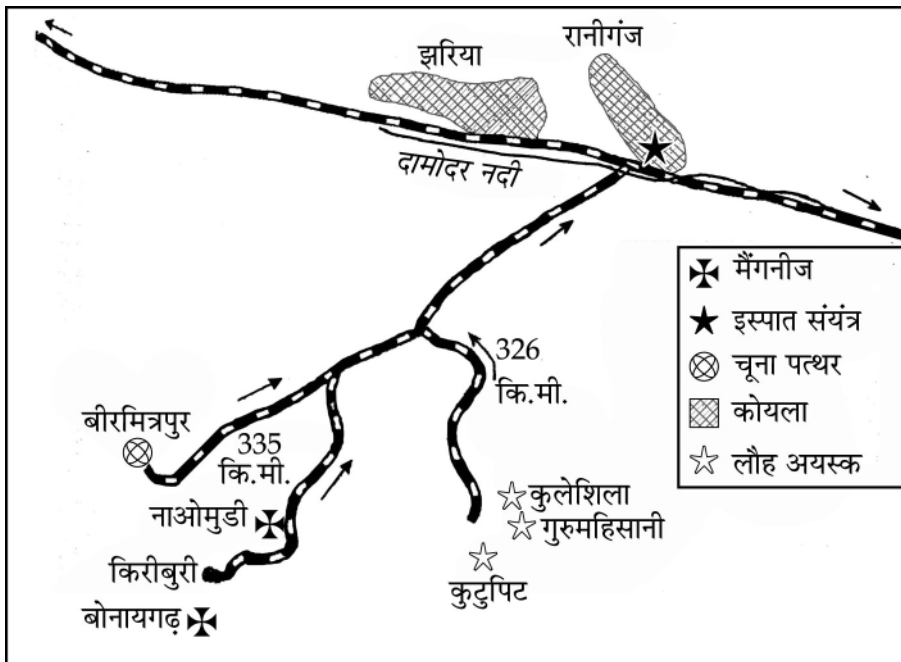 रानीगंज
झरिया
दामोदर नदी
326
कि.मी.
बीरमित्रपुर
335
कि.मी.
नाओमुडी
किरीबुरी
बोनायगढ़
कुलेशिला
गुरुमहिसानी
कुटुपिट
मैंगनीज
इस्पात संयंत्र
चूना पत्थर
कोयला
लौह अयस्क